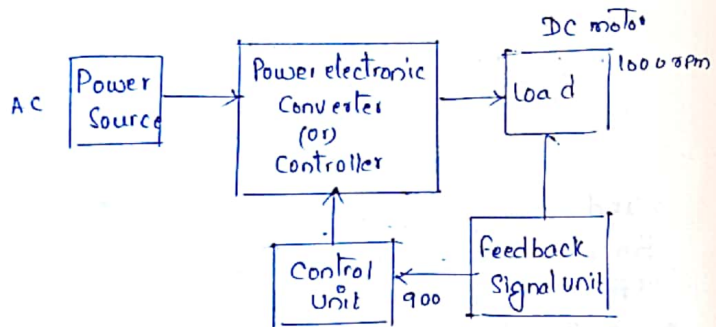 DC motor
1000 rpm
AC
Power
Source
Power electronic
Converter
(or)
Controller
load
Control
Unit
900
feedback
Signal unit